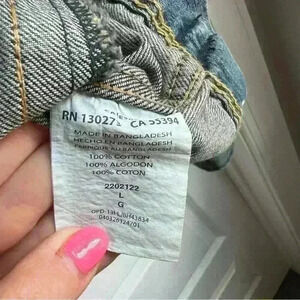 RN 13027 CA 55394
MADE IN BANGLADESH
HECHO EN BANGLADESH
FABRIQUÉ AU BANGLADESH
100% COTTON
100% ALGODON
100% COTON
2202122
L
G